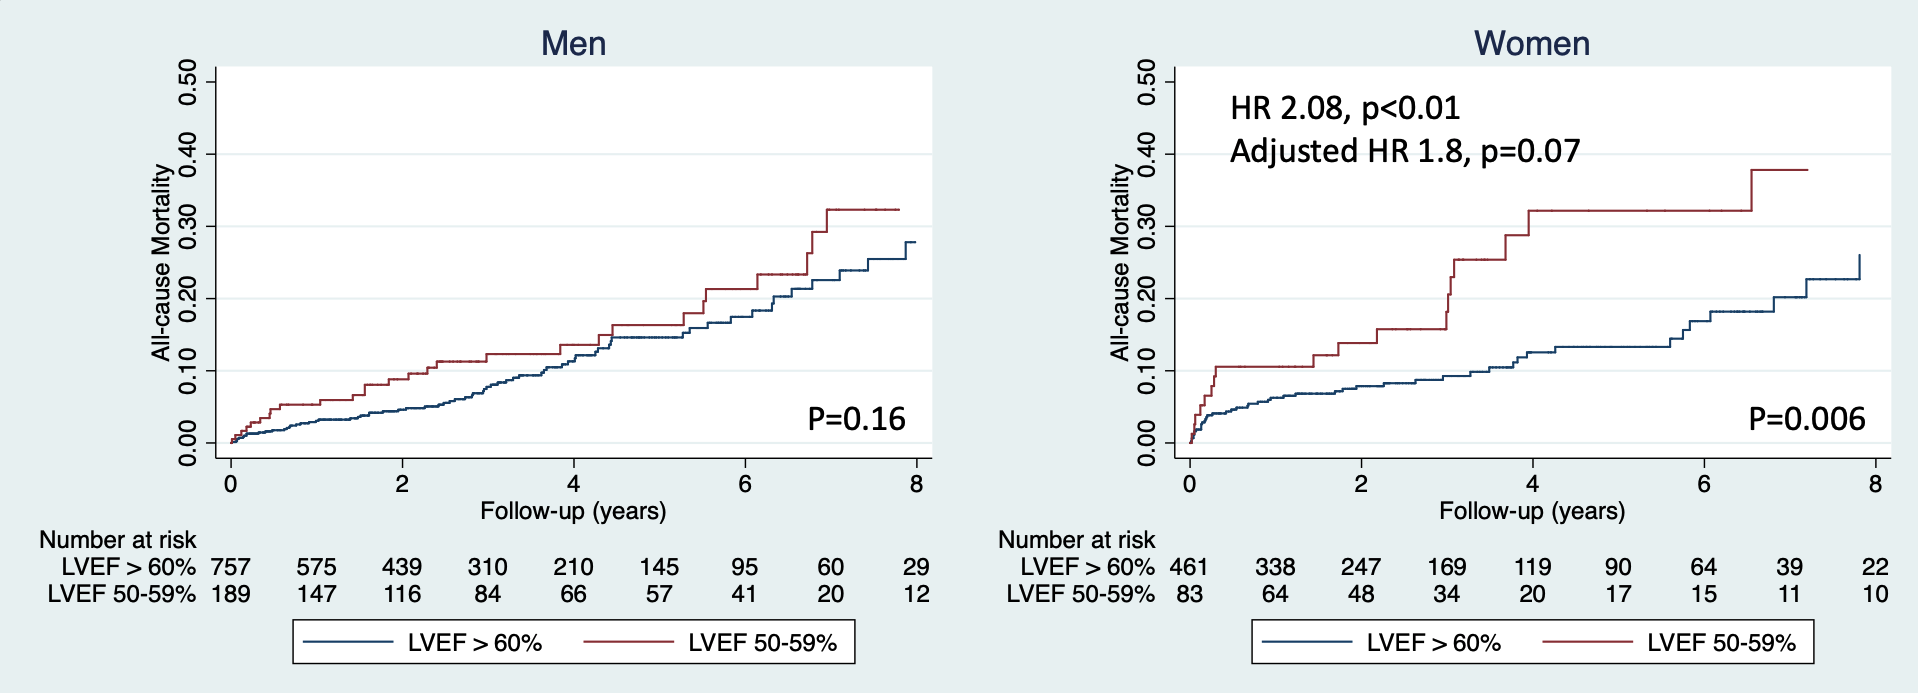 Men
0.50
0.40
0.30
0.20
0.10
0.00
All-cause Mortality
P=0.16
0 2 4 6 8
Follow-up (years)
Number at risk
LVEF > 60% 757 575 439 310 210 145 95 60 29
LVEF 50-59% 189 147 116 84 66 57 41 20 12
LVEF > 60% LVEF 50-59%
Women
0.50
0.40
0.30
0.20
0.10
0.00
All-cause Mortality
HR 2.08, p<0.01
Adjusted HR 1.8, p=0.07
P=0.006
0 2 4 6 8
Follow-up (years)
Number at risk
LVEF > 60% 461 338 247 169 119 90 64 39 22
LVEF 50-59% 83 64 48 34 20 17 15 11 10
LVEF > 60% LVEF 50-59%